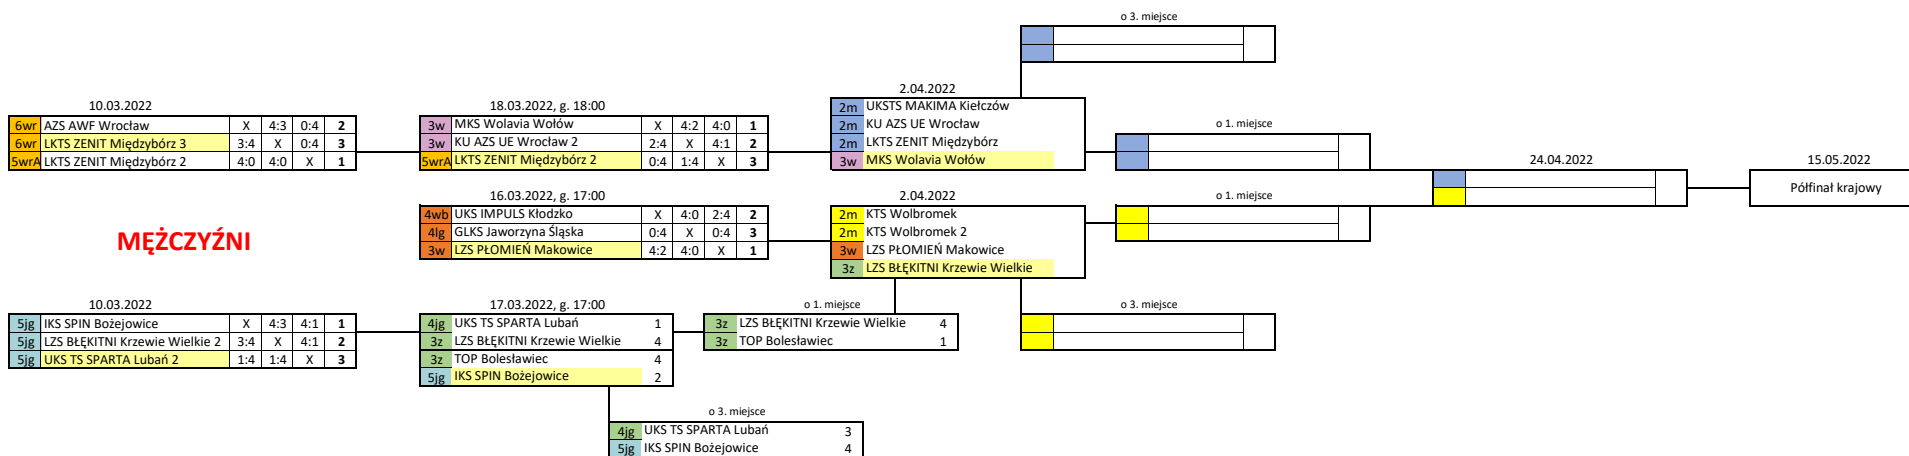 o 3. miejsce
2.04.2022
10.03.2022
18.03.2022, g. 18:00
2m UKSTS MAKIMA Kiełczów
6wr AZS AWF Wrocław X 4:3 0:4 2
3w MKS Wolavia Wołów X 4:2 4:0 1
2m KU AZS UE Wrocław
o 1. miejsce
6wr LKTS ZENIT Międzybórz 3 3:4 X 0:4 3
3w KU AZS UE Wrocław 2 2:4 X 4:1 2
2m LKTS ZENIT Międzybórz
5wrA LKTS ZENIT Międzybórz 2 4:0 4:0 X 1
5wrA LKTS ZENIT Międzybórz 2 0:4 1:4 X 3
3w MKS Wolavia Wołów
24.04.2022
15.05.2022
Półfinał krajowy
16.03.2022, g. 17:00
2.04.2022
o 1. miejsce
4wb UKS IMPULS Kłodzko X 4:0 2:4 2
2m KTS Wolbromek
4lg GLKS Jaworzyna Śląska 0:4 X 0:4 3
2m KTS Wolbromek 2
MĘŻCZYŹNI
3w LZS PŁOMIEŃ Makowice 4:2 4:0 X 1
3w LZS PŁOMIEŃ Makowice
3z LZS BŁĘKITNI Krzewie Wielkie
10.03.2022
17.03.2022, g. 17:00
o 1. miejsce
o 3. miejsce
5jg IKS SPIN Bożejowice X 4:3 4:1 1
4jg UKS TS SPARTA Lubań 1
3z LZS BŁĘKITNI Krzewie Wielkie 4
5jg LZS BŁĘKITNI Krzewie Wielkie 2 3:4 X 4:1 2
3z LZS BŁĘKITNI Krzewie Wielkie 4
3z TOP Bolesławiec 1
5jg UKS TS SPARTA Lubań 2 1:4 1:4 X 3
3z TOP Bolesławiec 4
5jg IKS SPIN Bożejowice 2
o 3. miejsce
4jg UKS TS SPARTA Lubań 3
5jg IKS SPIN Bożejowice 4